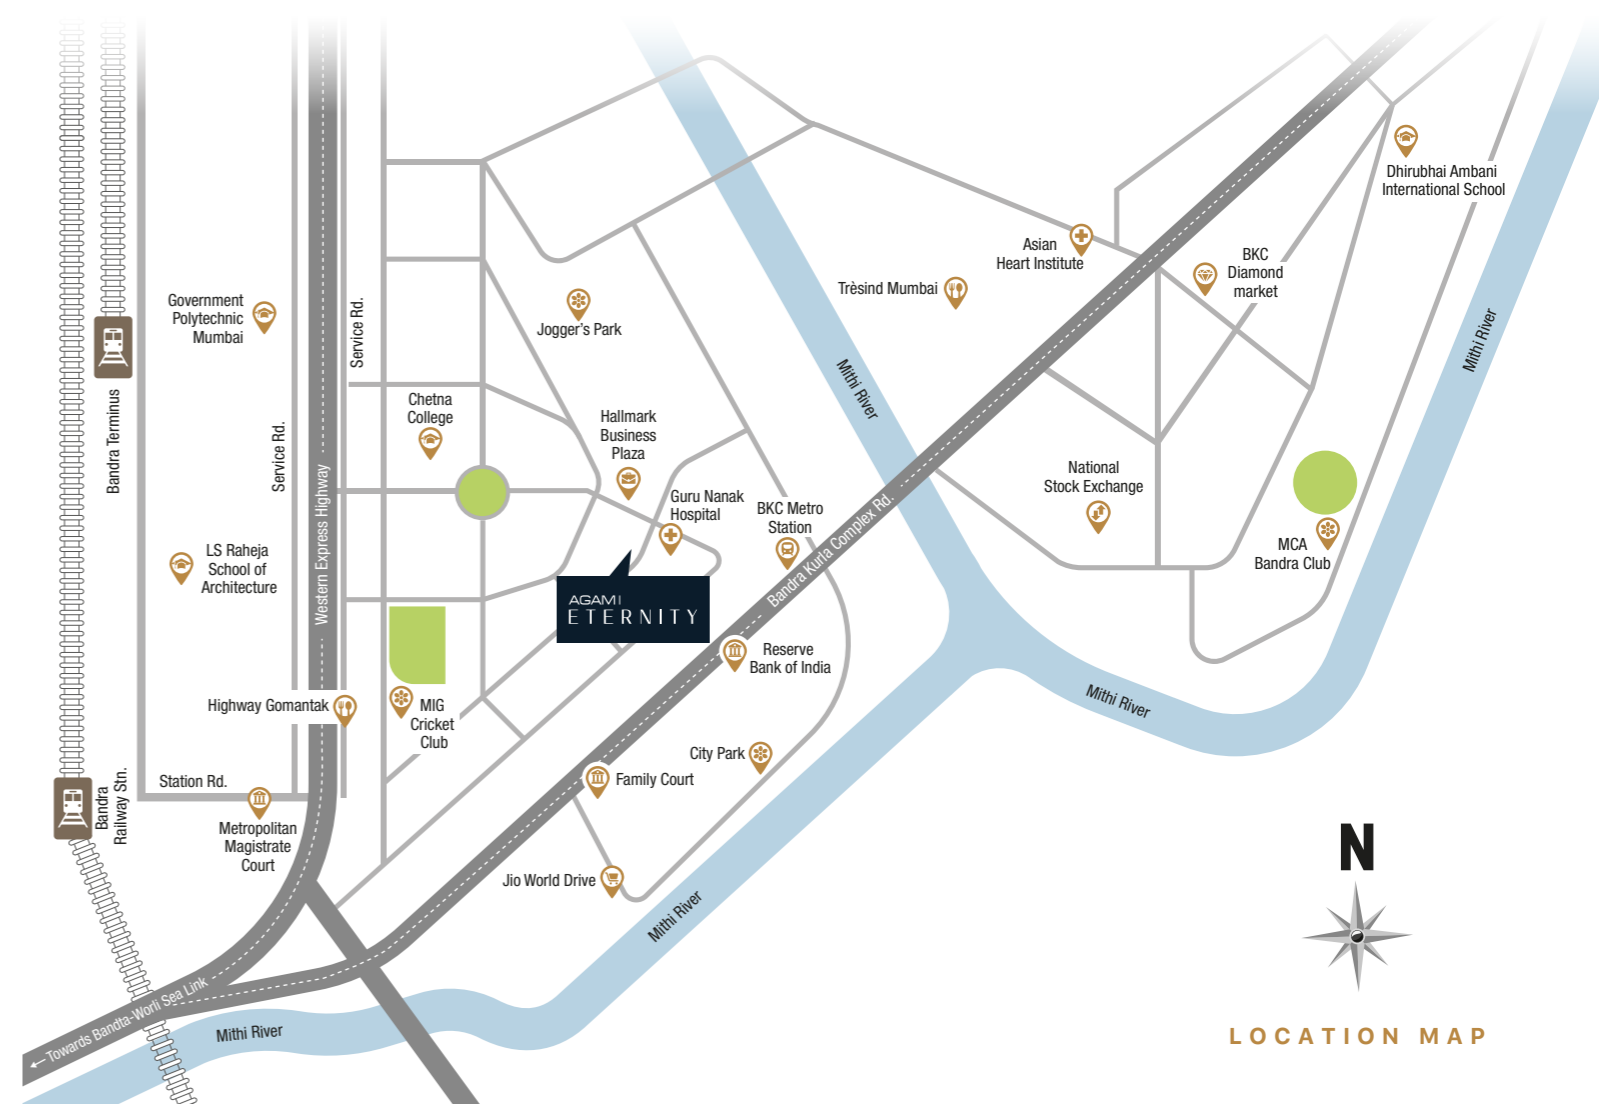 Dhirubhai Ambani
International School
Asian
Heart Institute
BKC
Diamond
market
Trèsind Mumbai
Government
Polytechnic
Mumbai
Jogger's Park
Service Rd.
Mithi River
Mithi River
Bandra Terminus
Chetna
College
Hallmark
Business
Plaza
Service Rd.
Western Express Highway
National
Stock Exchange
Guru Nanak
Hospital
BKC Metro
Station
Bandra Kurla Complex Rd.
MCA
Bandra Club
LS Raheja
School of
Architecture
AGAMI
ETERNITY
Reserve
Bank of India
Highway Gomantak
MIG
Cricket
Club
Mithi River
City Park
Family Court
Station Rd.
Bandra
Railway Stn.
Metropolitan
Magistrate
Court
Jio World Drive
Mithi River
N
Towards Bandta-Worli Sea Link
Mithi River
LOCATION MAP